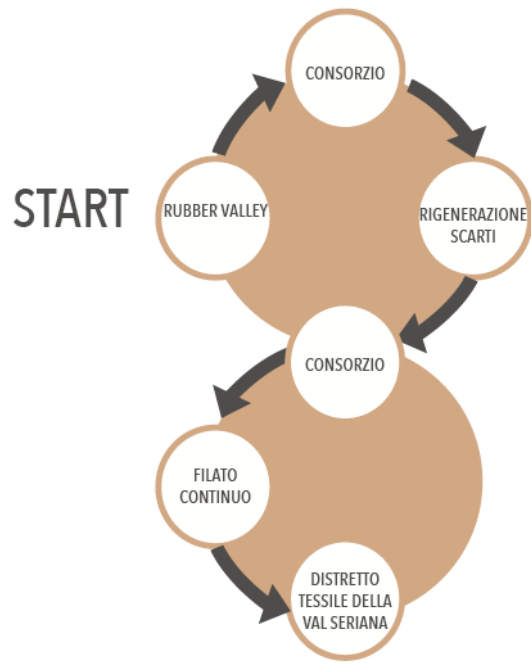 START
RUBBER VALLEY
CONSORZIO
RIGENERAZIONE
SCARTI
CONSORZIO
FILATO
CONTINUO
DISTRETTO
TESSILE DELLA
VAL SERIANA